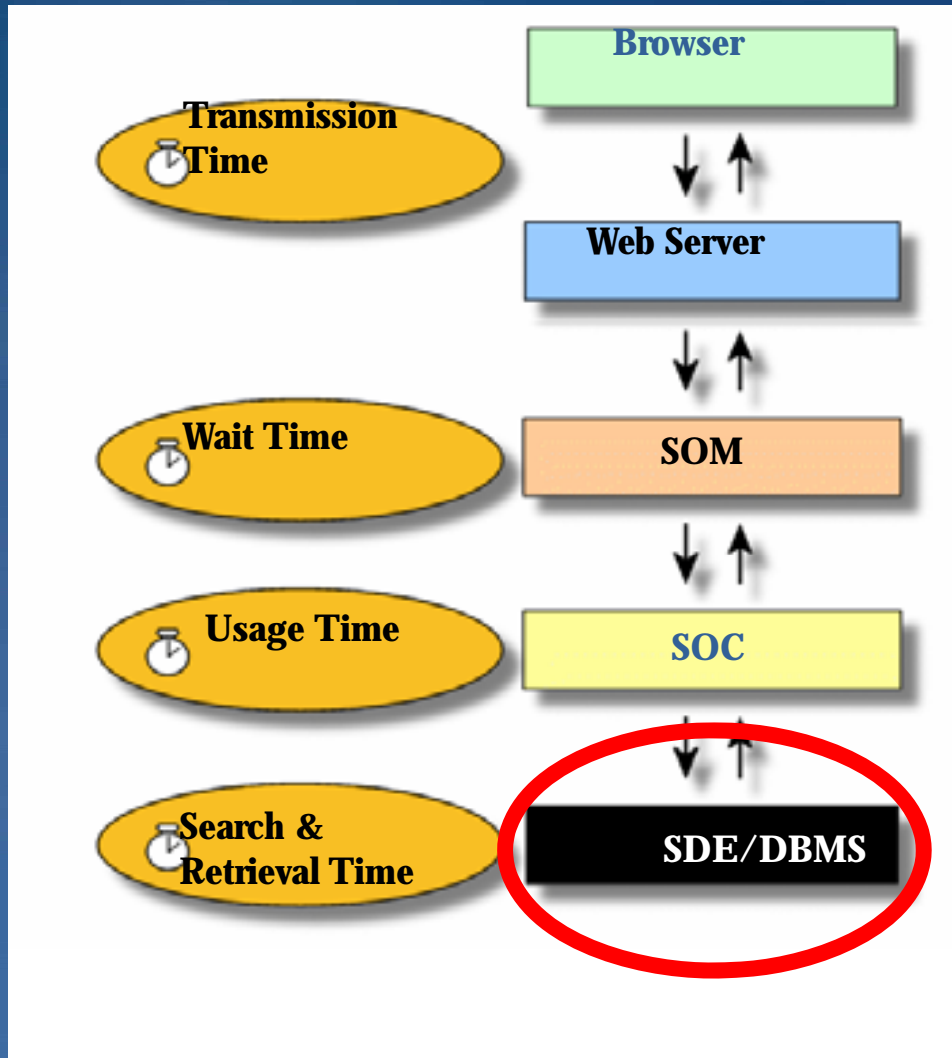 Browser
Transmission
Time
Web Server
Wait Time
SOM
Usage Time
SOC
Search &
Retrieval Time
SDE/DBMS